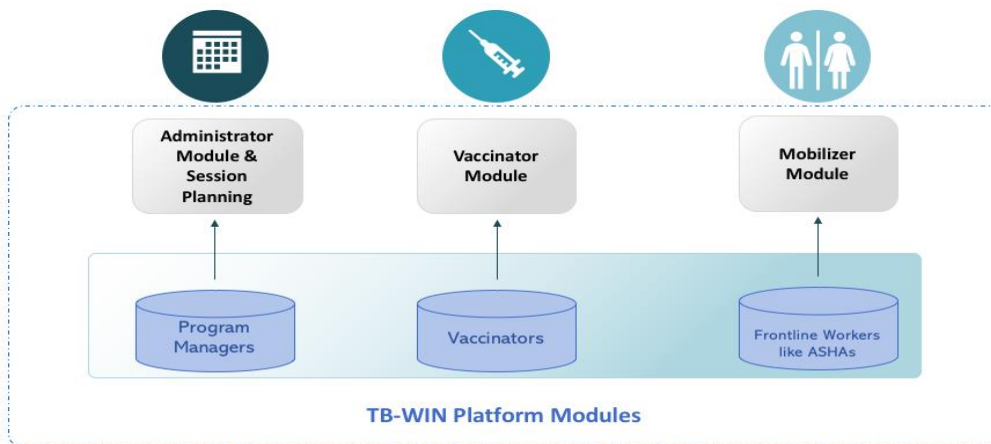 Administrator
Module &
Session
Planning
Vaccinator
Module
Mobilizer
Module
Program
Managers
Vaccinators
Frontline Workers
like ASHAs
TB-WIN Platform Modules